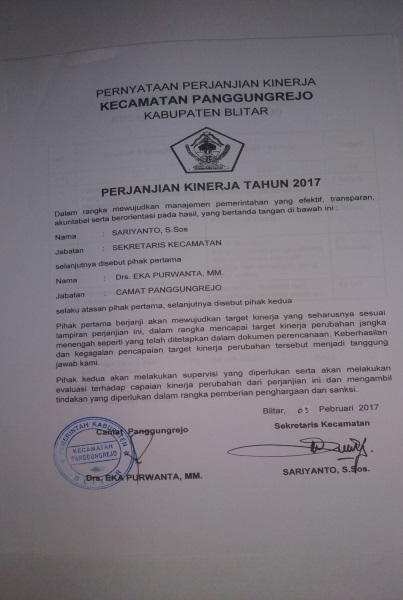 PERNYATAAN PERJANJIAN KINERJA
KECAMATAN PANGGUNGREJO
KABUPATEN BLITAR
PERJANJIAN KINERJA TAHUN 2017
Dalam rangka mewujudkan manajemen pemerintahan yang efektif, transparan,
akuntabel serta berorientasi pada hasil, yang bertanda tangan di bawah ini :
Nama : SARIYANTO, S.Sos
Jabatan : SEKRETARIS KECAMATAN
selanjutnya disebut pihak pertama
Nama : Drs. EKA PURWANTA, MM.
Jabatan : CAMAT PANGGUNGREJO
selaku atasan pihak pertama, selanjutnya disebut pihak kedua
Pihak pertama berjanji akan mewujudkan target kinerja yang seharusnya sesuai
lampiran perjanjian ini, dalam rangka mencapai target kinerja perubahan jangka
menengah seperti yang telah ditetapkan dalam dokumen perencanaan. Keberhasilan
dan kegagalan pencapaian target kinerja perubahan tersebut menjadi tanggung
jawab kami.
Pihak kedua akan melakukan supervisi yang diperlukan serta akan melakukan
evaluasi terhadap capaian kinerja perubahan dari perjanjian ini dan mengambil
tindakan yang diperlukan dalam rangka pemberian penghargaan dari sanksi.
Blitar, 03 Pebruari 2017
Camat Panggungrejo
Sekretaris Kecamatan
PEMERINTAH KABUPATEN
KECAMATAN
PANGGUNGREJO
BLITAR
Drs. EKA PURWANTA, MM.
SARIYANTO, S.Sos.